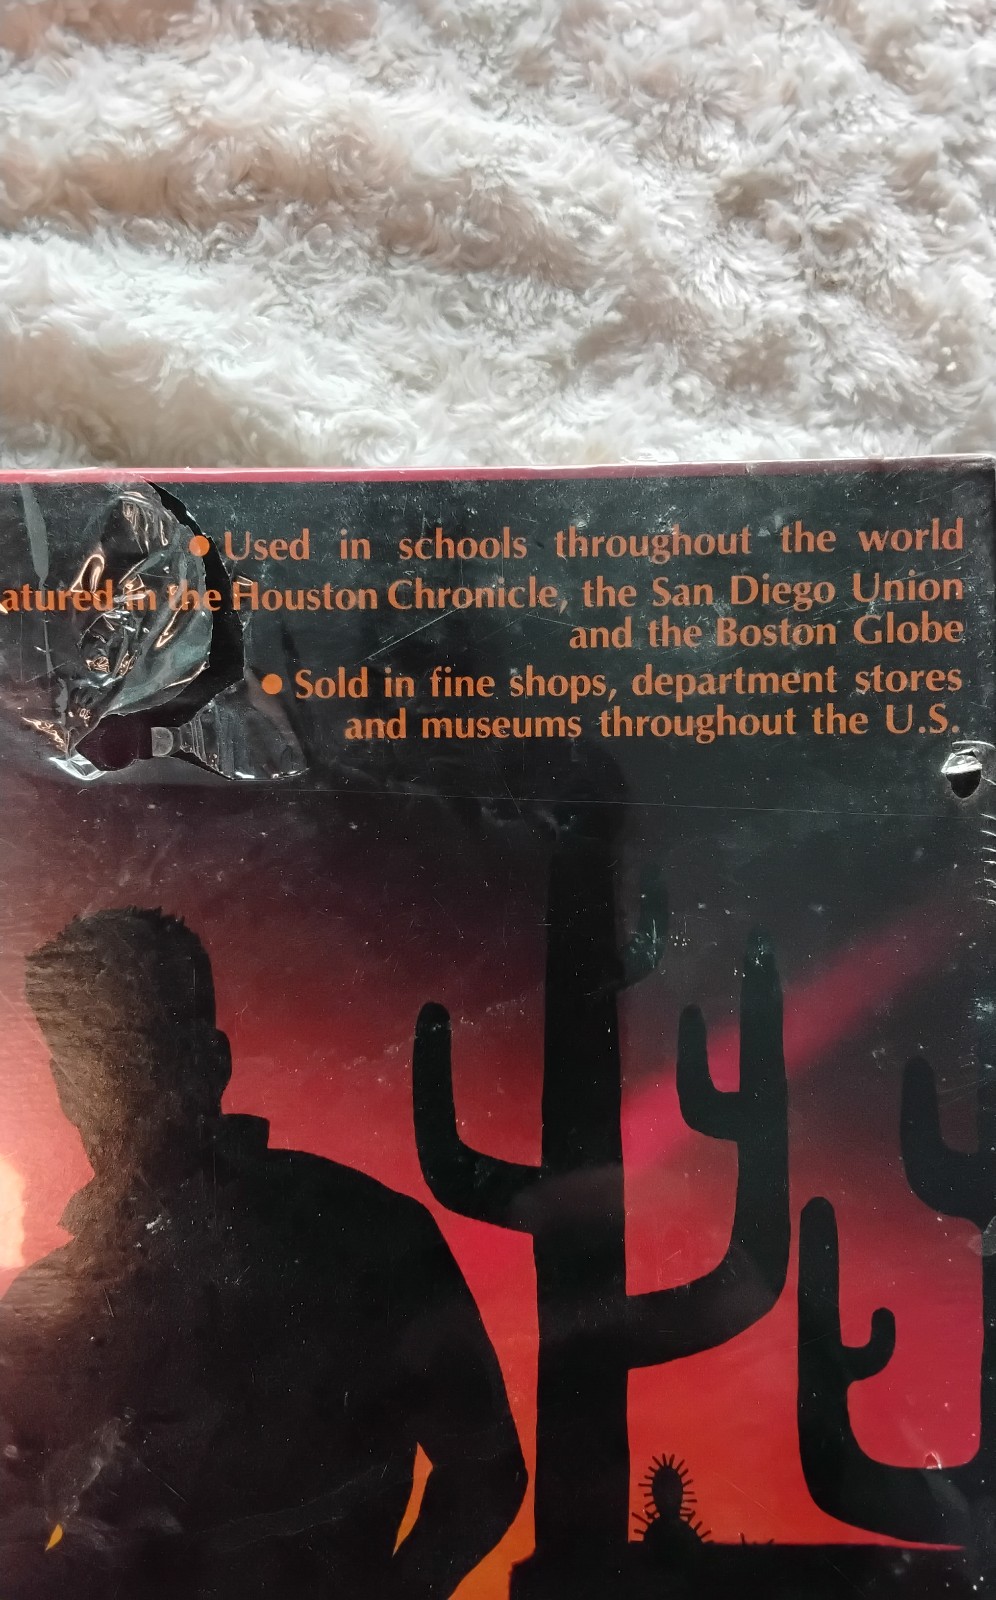 • Used in schools throughout the world
atured in the Houston Chronicle, the San Diego Union
and the Boston Globe
• Sold in fine shops, department stores
and museums throughout the U.S.